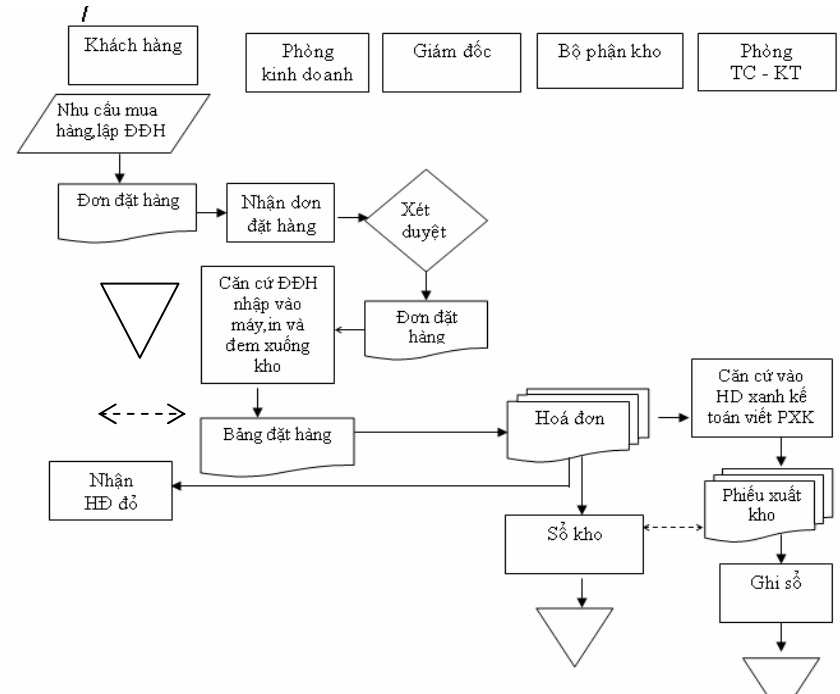 Khách hàng
Phòng
kinh doanh
Giám đốc
Bộ phận kho
Phòng
TC - KT
Nhu cầu mua
hàng,lập ĐĐH
Đơn đặt hàng
Nhận dơn
đặt hàng
Xét
duyệt
Căn cứ ĐĐH
nhập vào
máy,in và
đem xuống
kho
Đơn đặt
hàng
Bảng đặt hàng
Hoá đơn
Căn cứ vào
HD xanh kế
toán viết PXK
Nhận
HĐ đỏ
Phiếu xuất
kho
Sổ kho
Ghi sổ